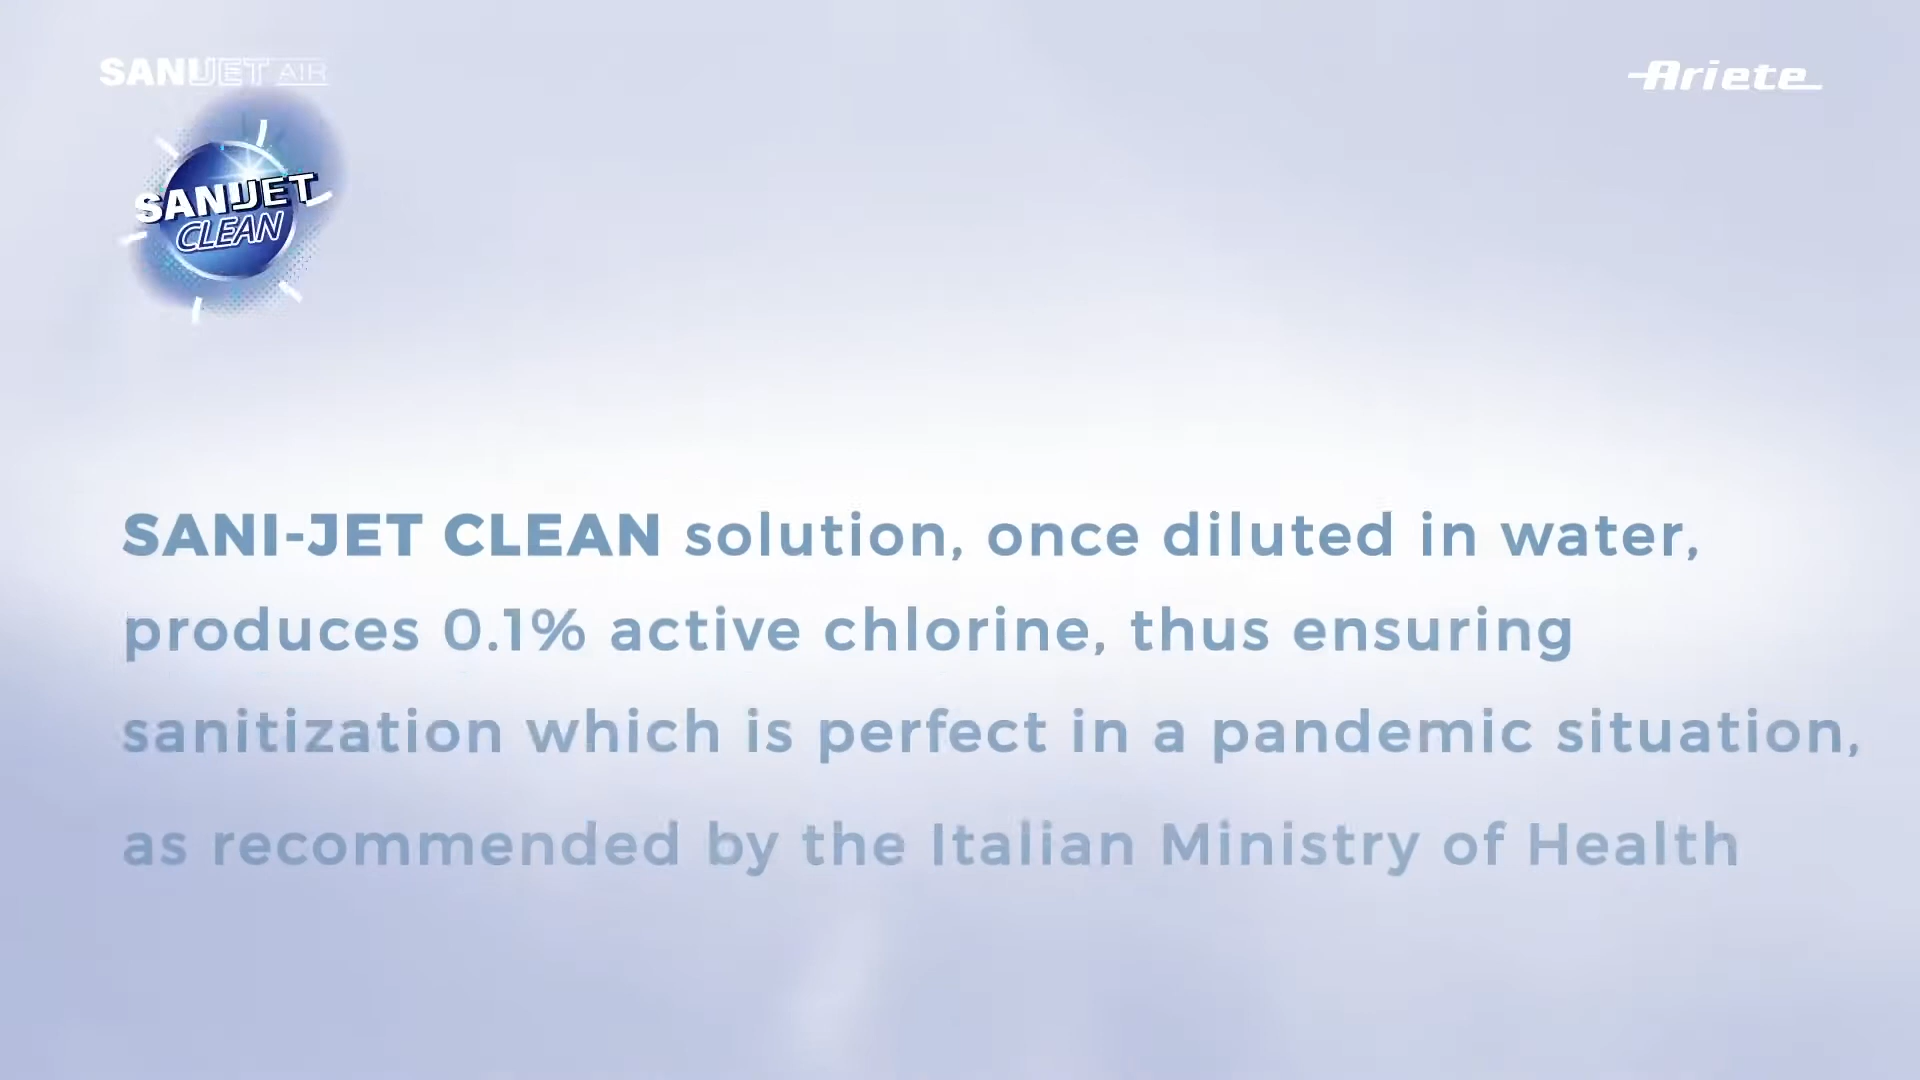 SANIJET AIR
Ariete
SANIJET
CLEAN
SANI-JET CLEAN solution, once diluted in water,
produces 0.1% active chlorine, thus ensuring
sanitization which is perfect in a pandemic situation,
as recommended by the Italian Ministry of Health